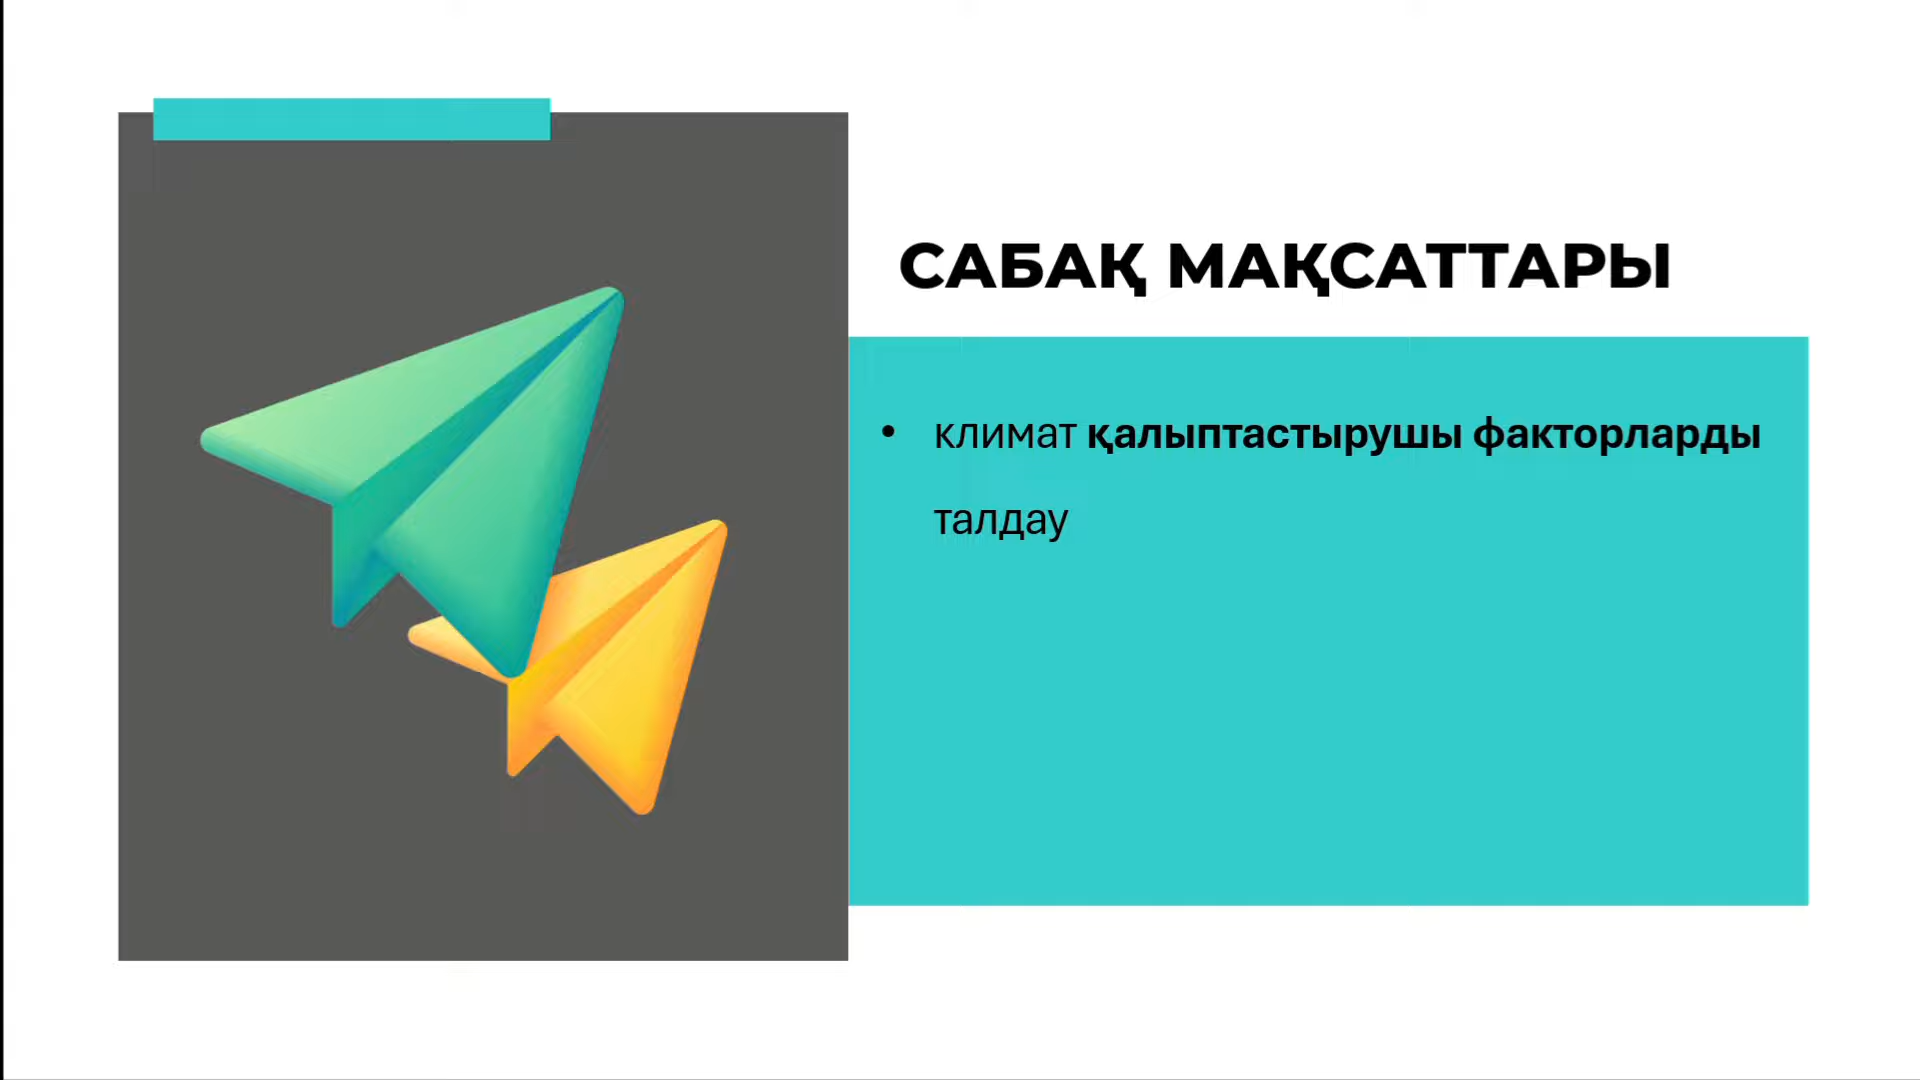 САБАҚ МАҚСАТТАРЫ
• климат қалыптастырушы факторларды
талдау